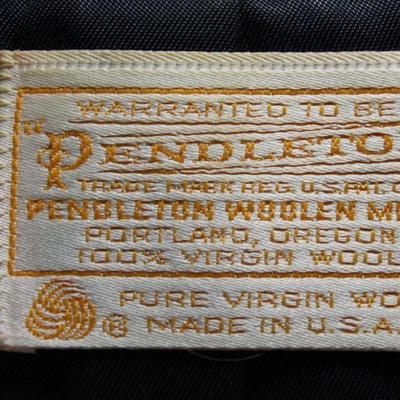 WARRANTED TO BE
"PENDLETO
TRADE MARK REG. U.S. PAT. O
PENDLETON WOOLEN MI
PORTLAND, OREGON
100% VIRGIN WOOL
PURE VIRGIN WO
® MADE IN U.S.A.